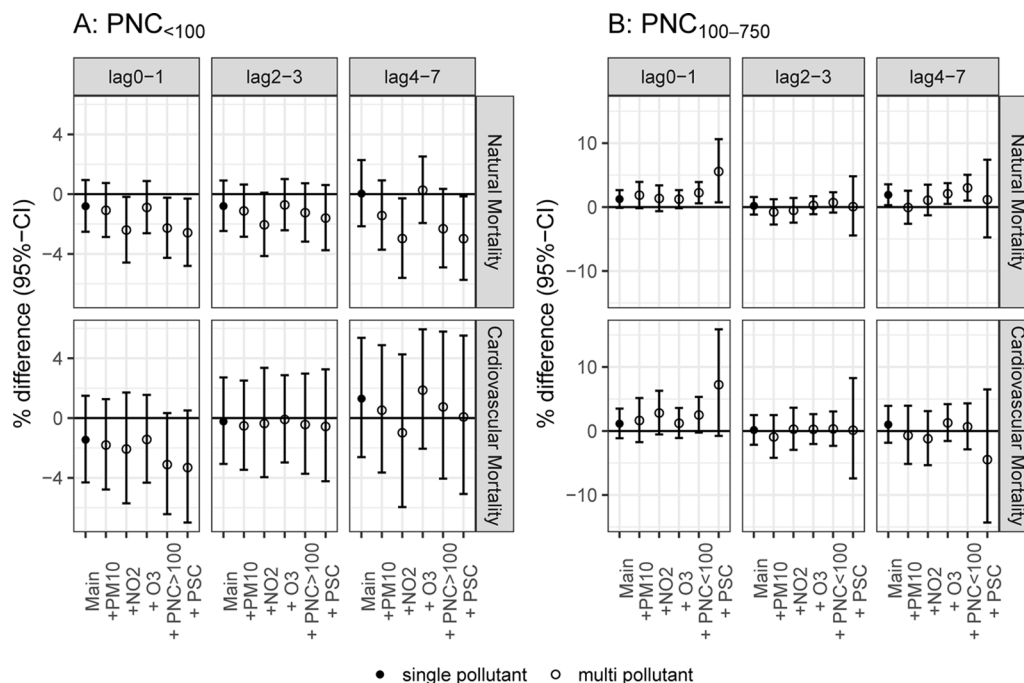 A: PNC<100
B: PNC100−750
lag0−1
lag2−3
lag4−7
lag0−1
lag2−3
lag4−7
% difference (95%−CI)
4
0
−4
Natural Mortality
4
0
−4
Cardiovascular Mortality
% difference (95%−CI)
10
0
−10
Natural Mortality
10
0
−10
Cardiovascular Mortality
Main
+PM10
+NO2
+ O3
+ PNC>100
+ PSC
Main
+PM10
+NO2
+ O3
+ PNC>100
+ PSC
Main
+PM10
+NO2
+ O3
+ PNC>100
+ PSC
Main
+PM10
+NO2
+ O3
+ PNC<100
+ PSC
Main
+PM10
+NO2
+ O3
+ PNC<100
+ PSC
Main
+PM10
+NO2
+ O3
+ PNC<100
+ PSC
single pollutant
multi pollutant